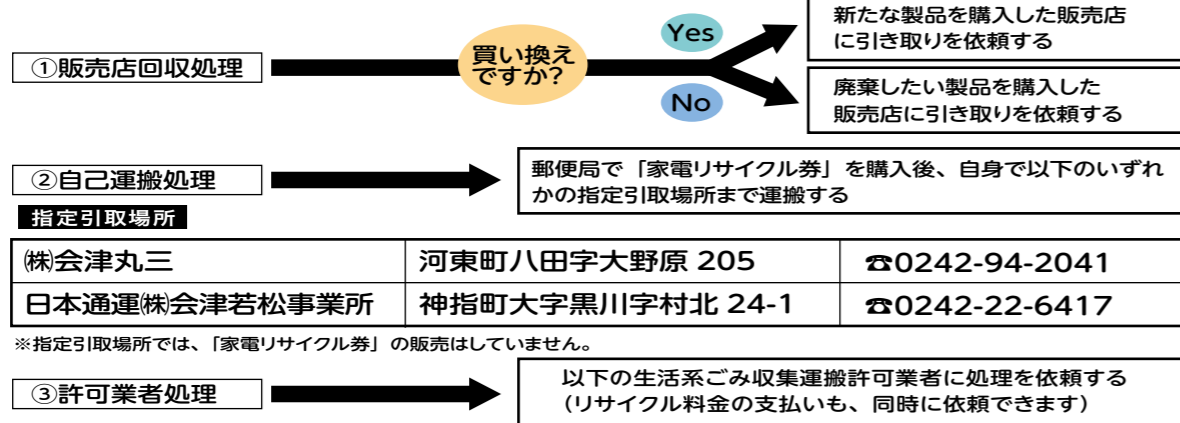 ①販売店回収処理
買い換え
ですか?
Yes
新たな製品を購入した販売店
に引き取りを依頼する
No
廃棄したい製品を購入した
販売店に引き取りを依頼する
②自己運搬処理
郵便局で「家電リサイクル券」を購入後、自身で以下のいずれ
かの指定引取場所まで運搬する
指定引取場所
㈱会津丸三 河東町八田字大野原 205 ☎0242-94-2041
日本通運㈱会津若松事業所 神指町大字黒川字村北 24-1 ☎0242-22-6417
※指定引取場所では、「家電リサイクル券」の販売はしていません。
③許可業者処理
以下の生活系ごみ収集運搬許可業者に処理を依頼する
（リサイクル料金の支払いも、同時に依頼できます）